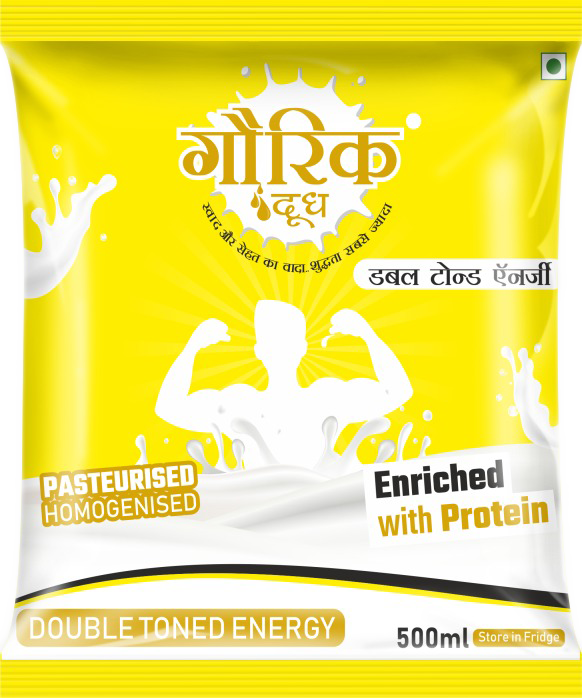 गौरिक
दूध
स्वाद और सेहत का वादा..शुद्धता सबसे ज्यादा
डबल टोन्ड ऍनर्जी
PASTEURISED
HOMOGENISED
Enriched
with Protein
DOUBLE TONED ENERGY
500ml Store in Fridge